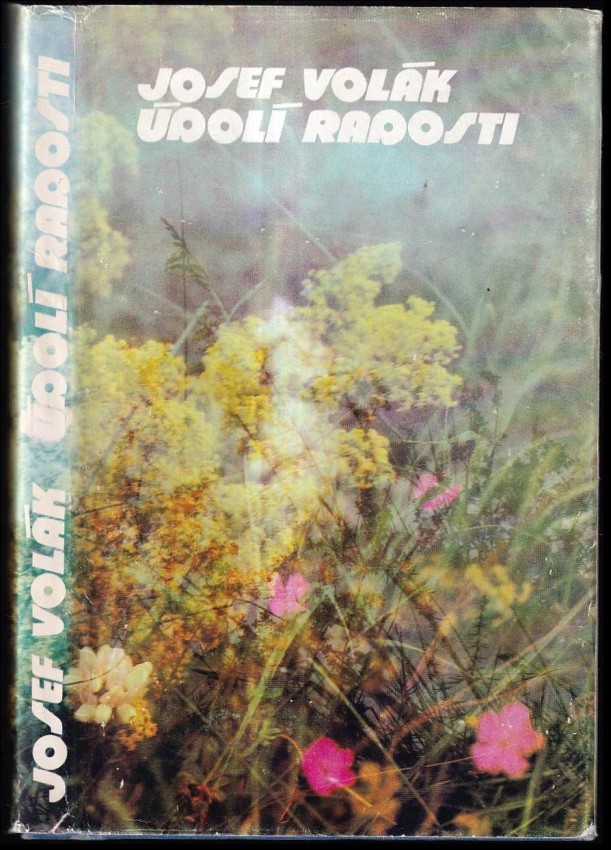 JOSEF VOLÁK
ÚDOLÍ RADOSTI
JOSEF VOLÁK ÚDOLÍ RADOSTI